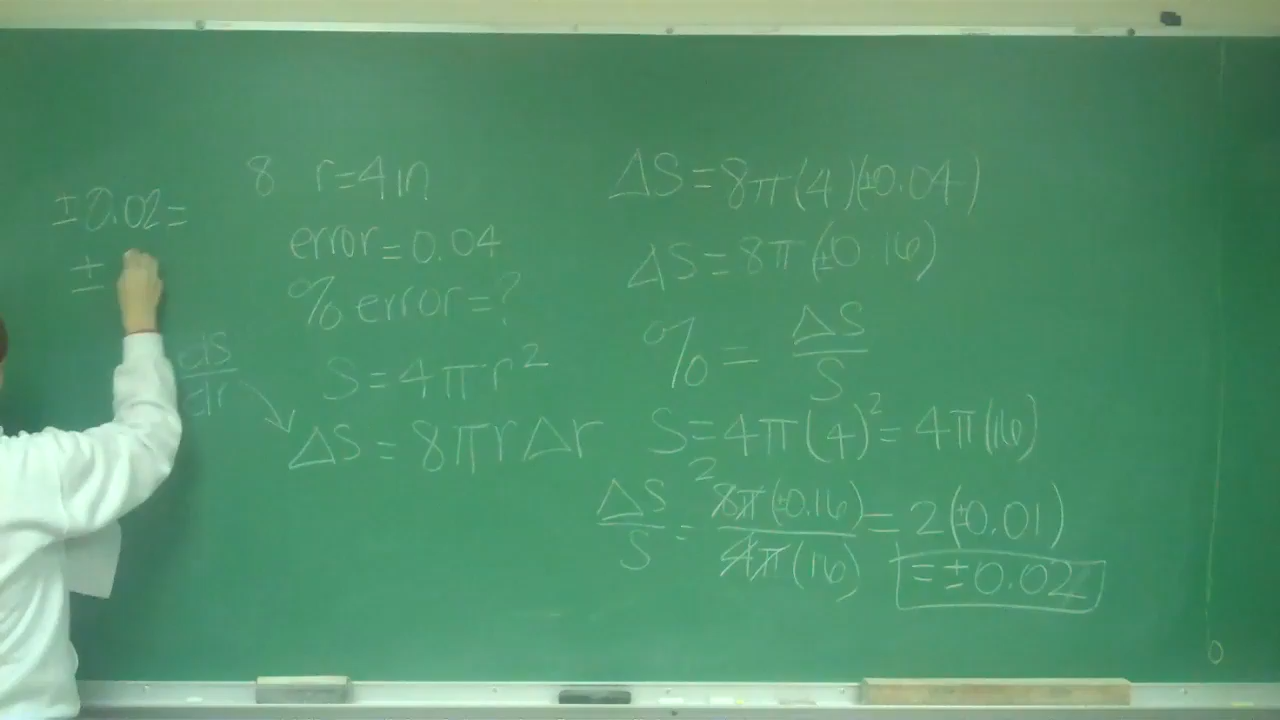 ±0.02=
±
8 r=4in
error=0.04
% error=?
S=4πr²
dS/dr
ΔS=8πrΔr
ΔS=8π(4)(±0.04)
ΔS=8π(±0.16)
% = ΔS/S
S=4π(4)²=4π(16)
ΔS/S = 2 8π(±0.16)/4π(16) = 2(±0.01)
=±0.02
0